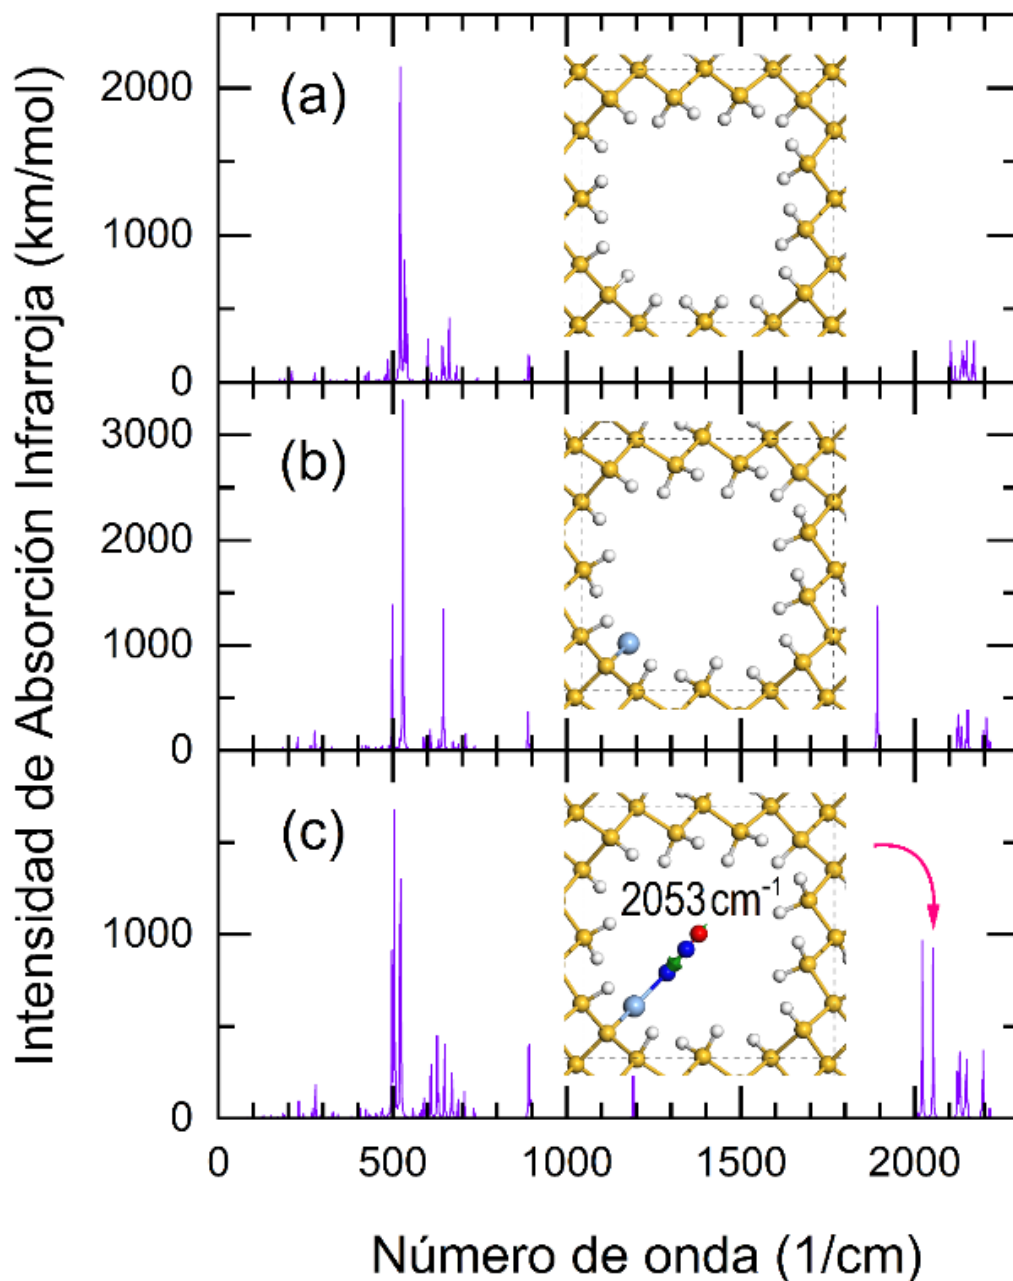 Intensidad de Absorción Infrarroja (km/mol)
(a)
2000
1000
0
(b)
3000
2000
1000
0
(c)
2053 cm⁻¹
1000
0
0 500 1000 1500 2000
Número de onda (1/cm)